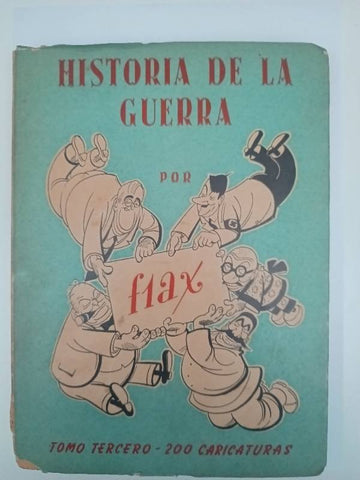 HISTORIA DE LA
GUERRA
POR
flax
TOMO TERCERO - 200 CARICATURAS